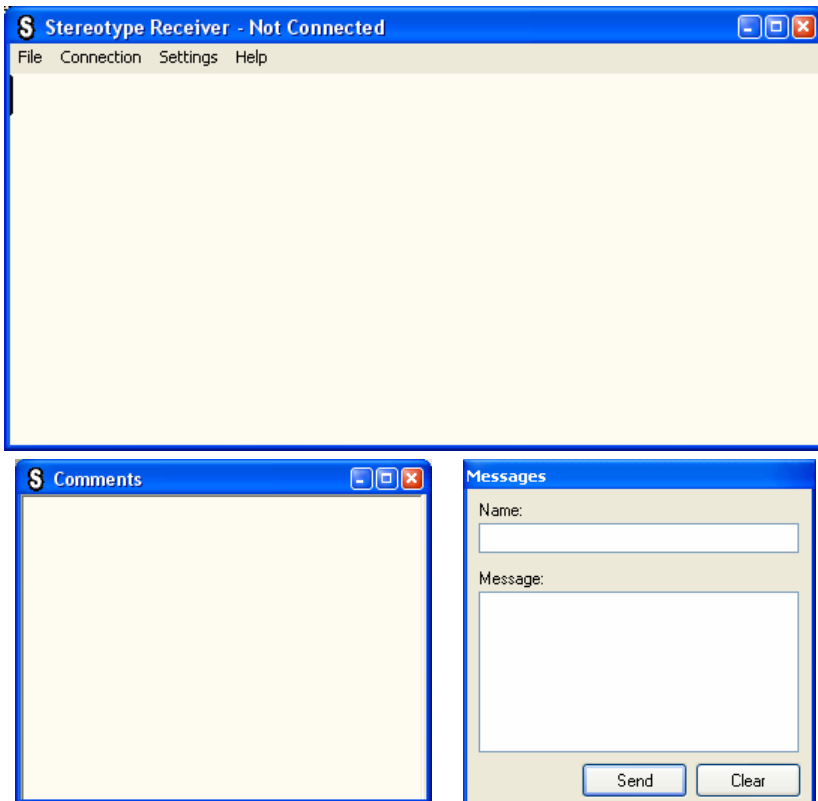 S Stereotype Receiver - Not Connected
File Connection Settings Help
S Comments
Messages
Name:
Message:
Send Clear